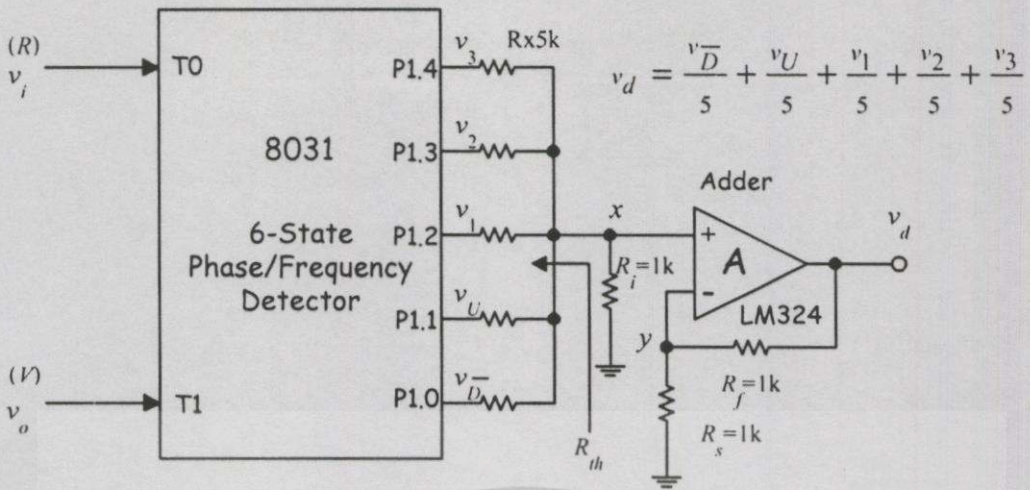 (R)
v_i
T0
8031
6-State
Phase/Frequency
Detector
(V)
v_o
T1
P1.4
P1.3
P1.2
P1.1
P1.0
v_3
v_2
v_1
v_U
v_D̅
Rx5k
v_d = v_D̅/5 + v_U/5 + v_1/5 + v_2/5 + v_3/5
Adder
x
+
A
-
LM324
v_d
R_i=1k
y
R_f=1k
R_s=1k
R_th